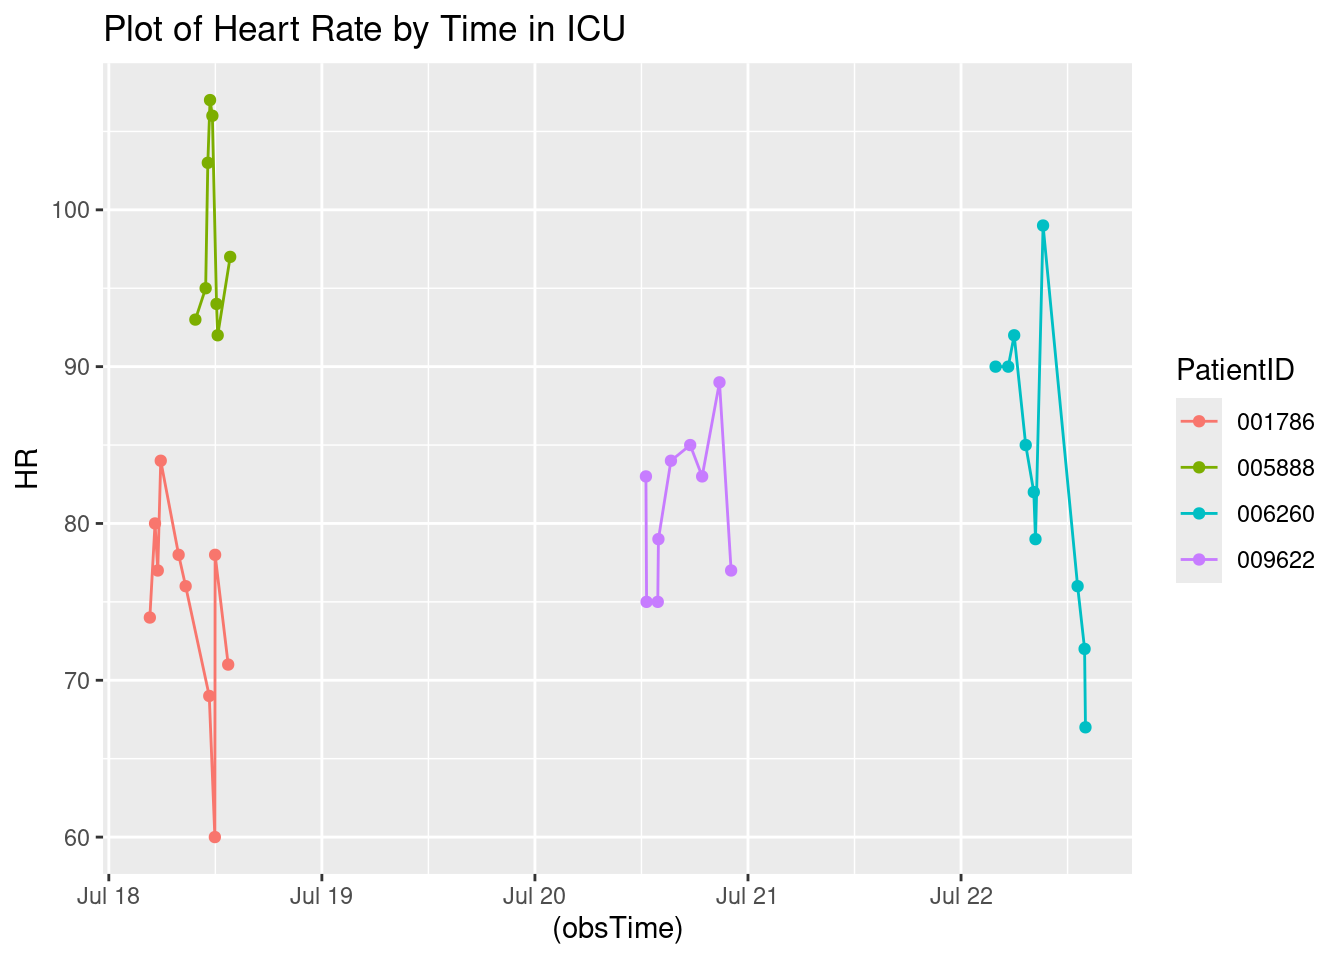 Plot of Heart Rate by Time in ICU
HR
100
90
80
70
60
Jul 18 Jul 19 Jul 20 Jul 21 Jul 22
(obsTime)
PatientID
001786
005888
006260
009622